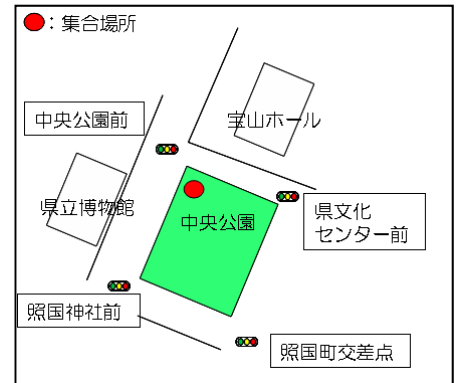 ：集合場所
中央公園前
宝山ホール
県立博物館
中央公園
県文化
センター前
照国神社前
照国町交差点